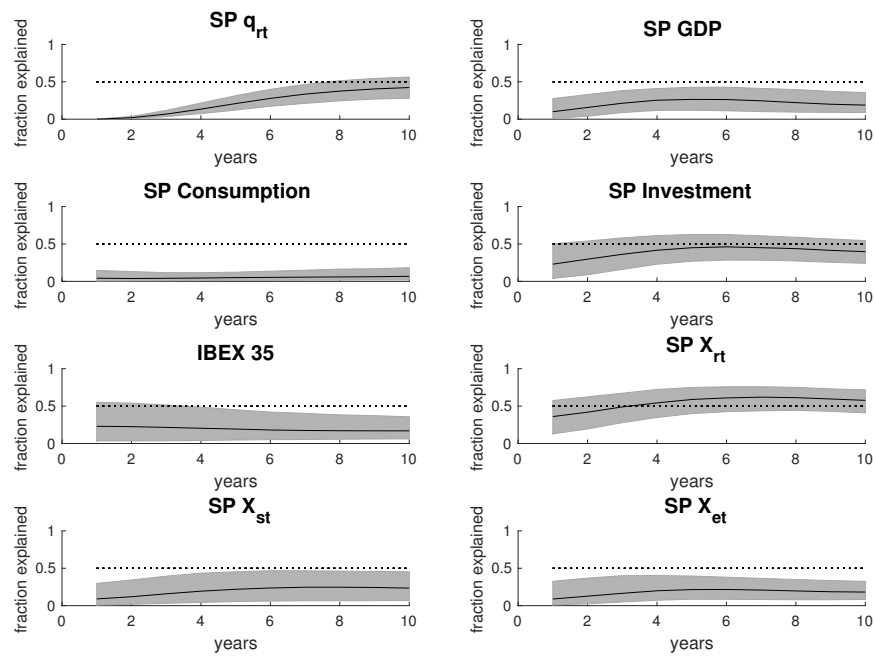 SP q_rt
fraction explained
1
0.5
0
0 2 4 6 8 10
years
SP GDP
fraction explained
1
0.5
0
0 2 4 6 8 10
years
SP Consumption
fraction explained
1
0.5
0
0 2 4 6 8 10
years
SP Investment
fraction explained
1
0.5
0
0 2 4 6 8 10
years
IBEX 35
fraction explained
1
0.5
0
0 2 4 6 8 10
years
SP X_rt
fraction explained
1
0.5
0
0 2 4 6 8 10
years
SP X_st
fraction explained
1
0.5
0
0 2 4 6 8 10
years
SP X_et
fraction explained
1
0.5
0
0 2 4 6 8 10
years